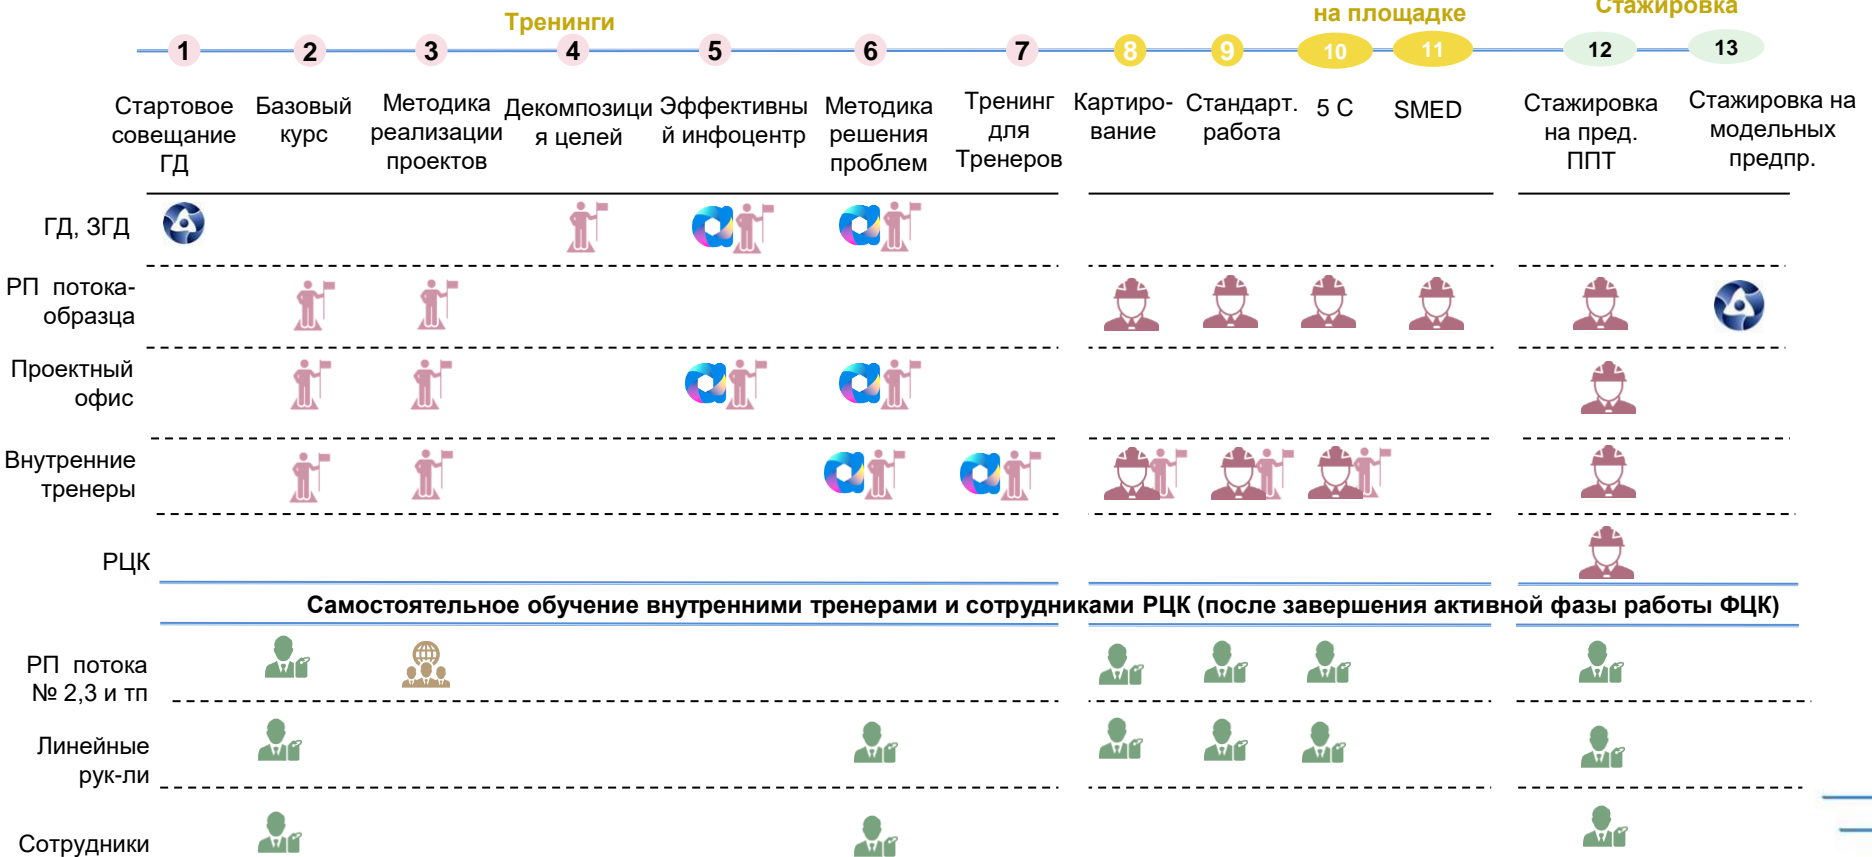 Тренинги
на площадке
Стажировка
1
2
3
4
5
6
7
8
9
10
11
12
13
Стартовое
совещание
ГД
Базовый
курс
Методика
реализации
проектов
Декомпозици
я целей
Эффективны
й инфоцентр
Методика
решения
проблем
Тренинг
для
Тренеров
Картиро-
вание
Стандарт.
работа
5 С
SMED
Стажировка
на пред.
ППТ
Стажировка на
модельных
предпр.
ГД, ЗГД
РП потока-
образца
Проектный
офис
Внутренние
тренеры
РЦК
Самостоятельное обучение внутренними тренерами и сотрудниками РЦК (после завершения активной фазы работы ФЦК)
РП потока
№ 2,3 и тп
Линейные
рук-ли
Сотрудники